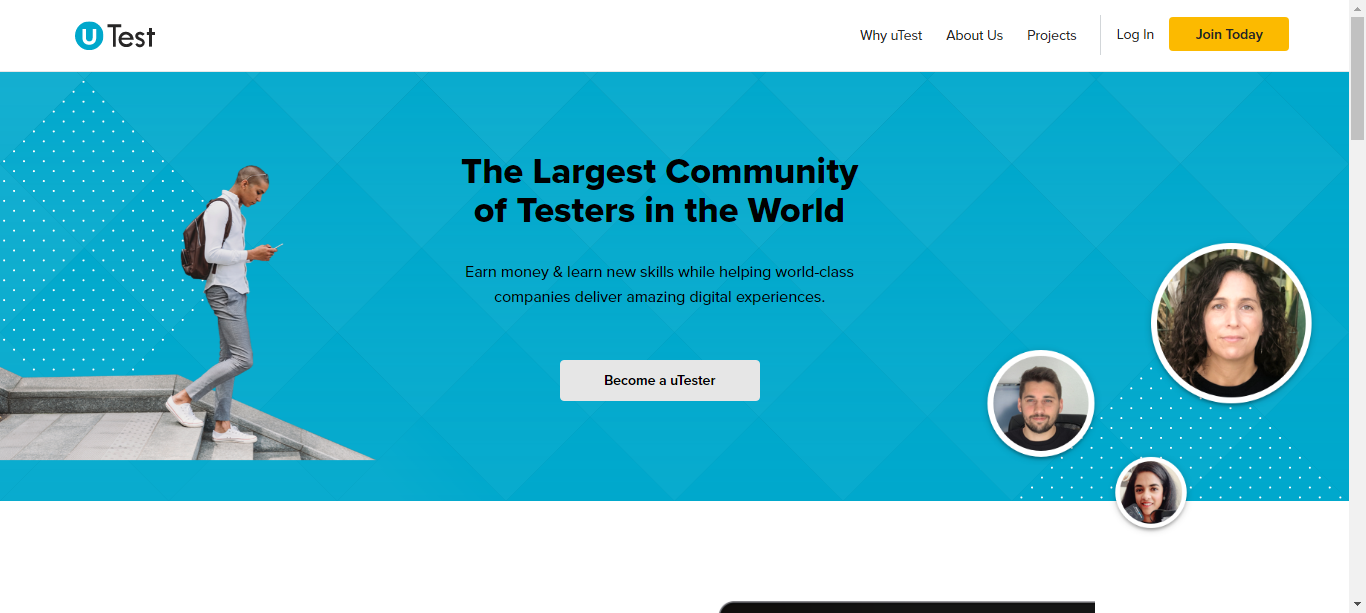 uTest
Why uTest
About Us
Projects
Log In
Join Today
The Largest Community
of Testers in the World
Earn money & learn new skills while helping world-class
companies deliver amazing digital experiences.
Become a uTester